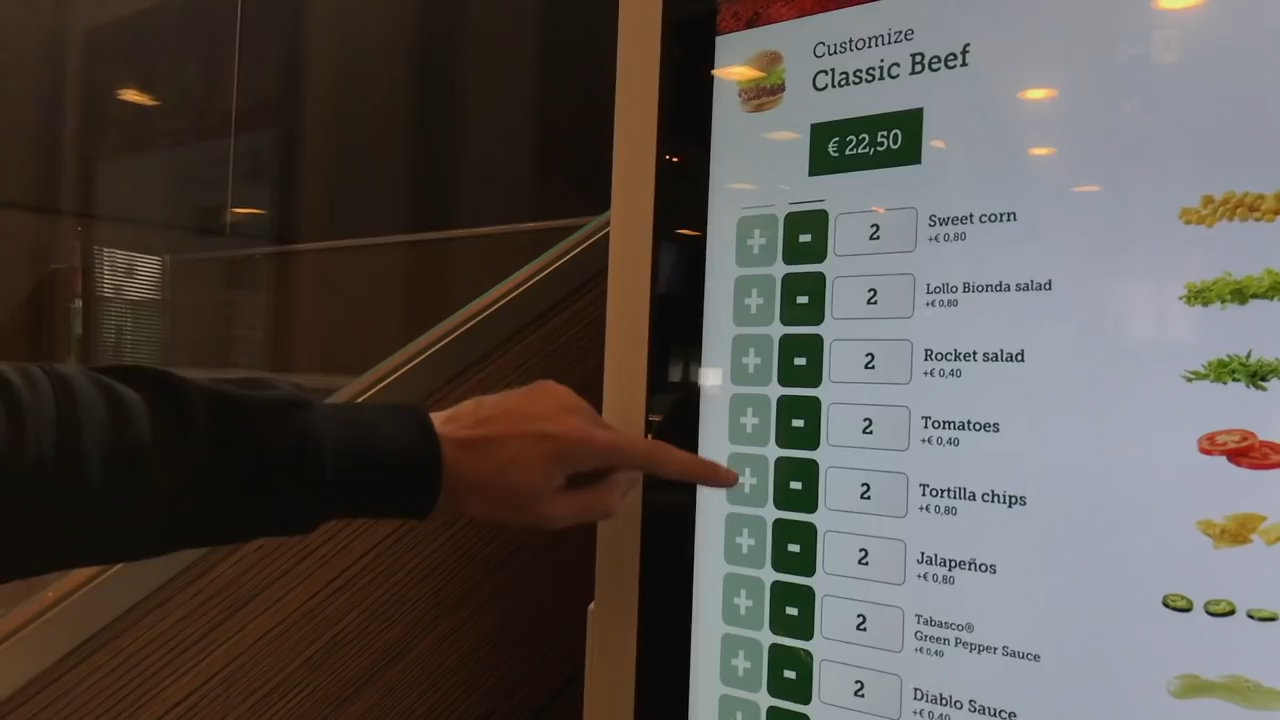 Customize
Classic Beef
€ 22,50
+ - 2 Sweet corn
+€ 0,80
+ - 2 Lollo Bionda salad
+€ 0,80
+ - 2 Rocket salad
+€ 0,40
+ - 2 Tomatoes
+€ 0,40
+ - 2 Tortilla chips
+€ 0,80
+ - 2 Jalapeños
+€ 0,80
+ - 2 Tabasco®
Green Pepper Sauce
+€ 0,40
+ - 2 Diablo Sauce
+€ 0,40